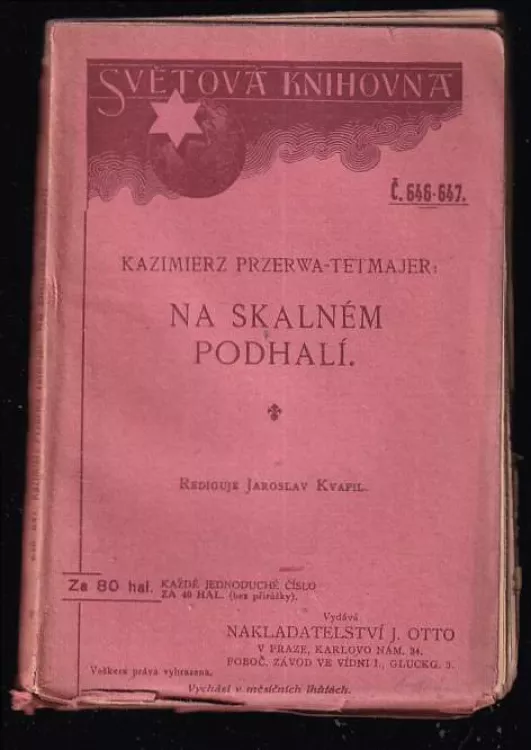 SVĚTOVÁ KNIHOVNA
Č. 646-647.
KAZIMIERZ PRZERWA-TETMAJER:
NA SKALNÉM
PODHALÍ.
REDIGUJE JAROSLAV KVAPIL.
Za 80 hal.
KAŽDÉ JEDNODUCHÉ ČÍSLO
ZA 40 HAL. (bez přirážky).
Vydává
NAKLADATELSTVÍ J. OTTO
V PRAZE, KARLOVO NÁM. 34.
POBOČ. ZÁVOD VE VÍDNI I., GLUCKG. 3.
Veškera práva vyhrazena.
Vychází v měsíčních lhůtách.